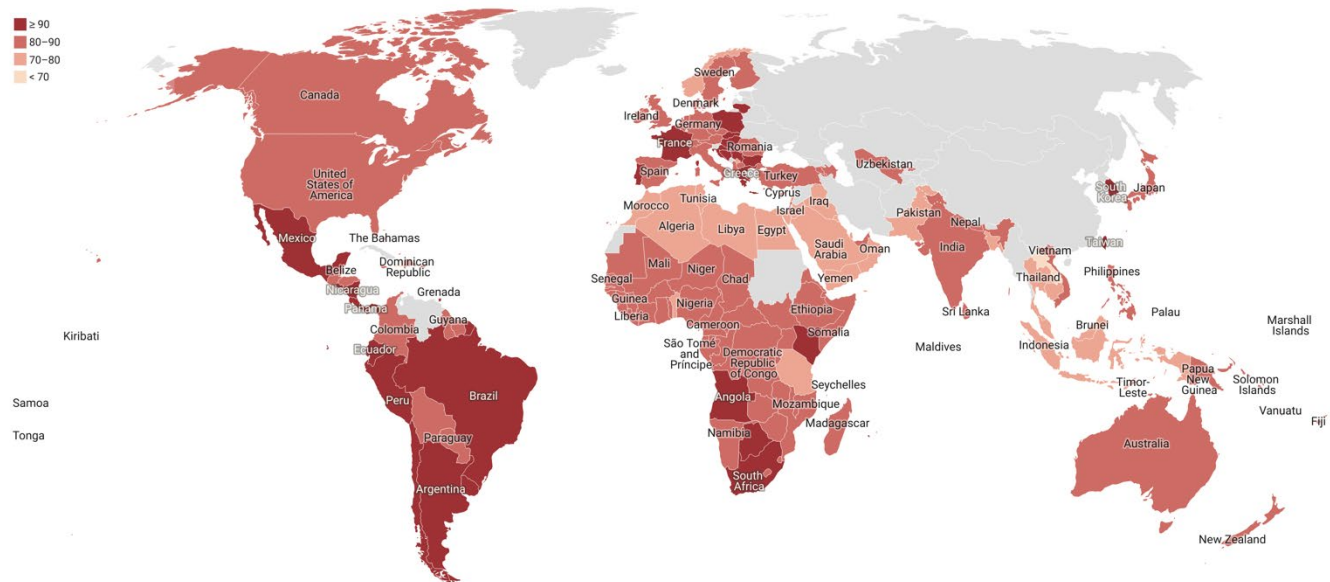 ≥ 90
80–90
70–80
< 70
Canada
United
States of
America
Mexico
The Bahamas
Belize
Dominican
Republic
Nicaragua
Grenada
Panama
Guyana
Colombia
Ecuador
Peru
Brazil
Paraguay
Argentina
Kiribati
Samoa
Tonga
Sweden
Denmark
Ireland
Germany
France
Romania
Spain
Greece
Turkey
Cyprus
Uzbekistan
Morocco
Tunisia
Israel
Iraq
Algeria
Libya
Egypt
Saudi
Arabia
Oman
Yemen
Pakistan
Nepal
India
Sri Lanka
Maldives
South
Korea
Japan
Taiwan
Vietnam
Thailand
Philippines
Palau
Brunei
Indonesia
Timor-
Leste
Papua
New
Guinea
Solomon
Islands
Marshall
Islands
Vanuatu
Fiji
Australia
New Zealand
Senegal
Mali
Niger
Chad
Guinea
Liberia
Nigeria
Cameroon
Ethiopia
Somalia
São Tomé
and
Príncipe
Democratic
Republic
of Congo
Seychelles
Angola
Mozambique
Madagascar
Namibia
South
Africa